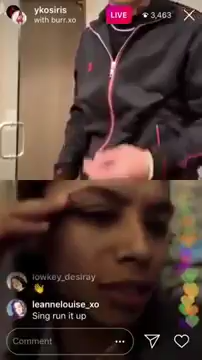 ykosiris
with burr.xo
LIVE
3,463
lowkey_desiray
👋
leannelouise_xo
Sing run it up
Comment